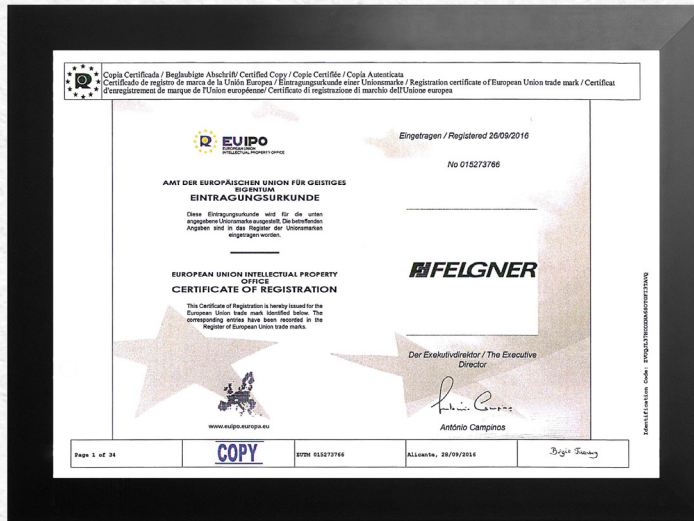 Copia Certificada / Beglaubigte Abschrift/ Certified Copy / Copie Certifiée / Copia Autenticata
Certificado de registro de marca de la Unión Europea / Eintragungsurkunde einer Unionsmarke / Registration certificate of European Union trade mark / Certificat
d'enregistrement de marque de l'Union européenne/ Certificato di registrazione di marchio dell'Unione europea
EUIPO
EUROPEAN UNION
INTELLECTUAL PROPERTY OFFICE
AMT DER EUROPÄISCHEN UNION FÜR GEISTIGES
EIGENTUM
EINTRAGUNGSURKUNDE
Diese Eintragungsurkunde wird für die unten
angegebene Unionsmarke ausgestellt. Die betreffenden
Angaben sind in das Register der Unionsmarken
eingetragen worden.
EUROPEAN UNION INTELLECTUAL PROPERTY
OFFICE
CERTIFICATE OF REGISTRATION
This Certificate of Registration is hereby issued for the
European Union trade mark identified below. The
corresponding entries have been recorded in the
Register of European Union trade marks.
www.euipo.europa.eu
Eingetragen / Registered 26/09/2016
No 015273766
FELGNER
Der Exekutivdirektor / The Executive
Director
António Campinos
Identification Code:
Page 1 of 34
COPY
EUTM 015273766
Alicante, 28/09/2016